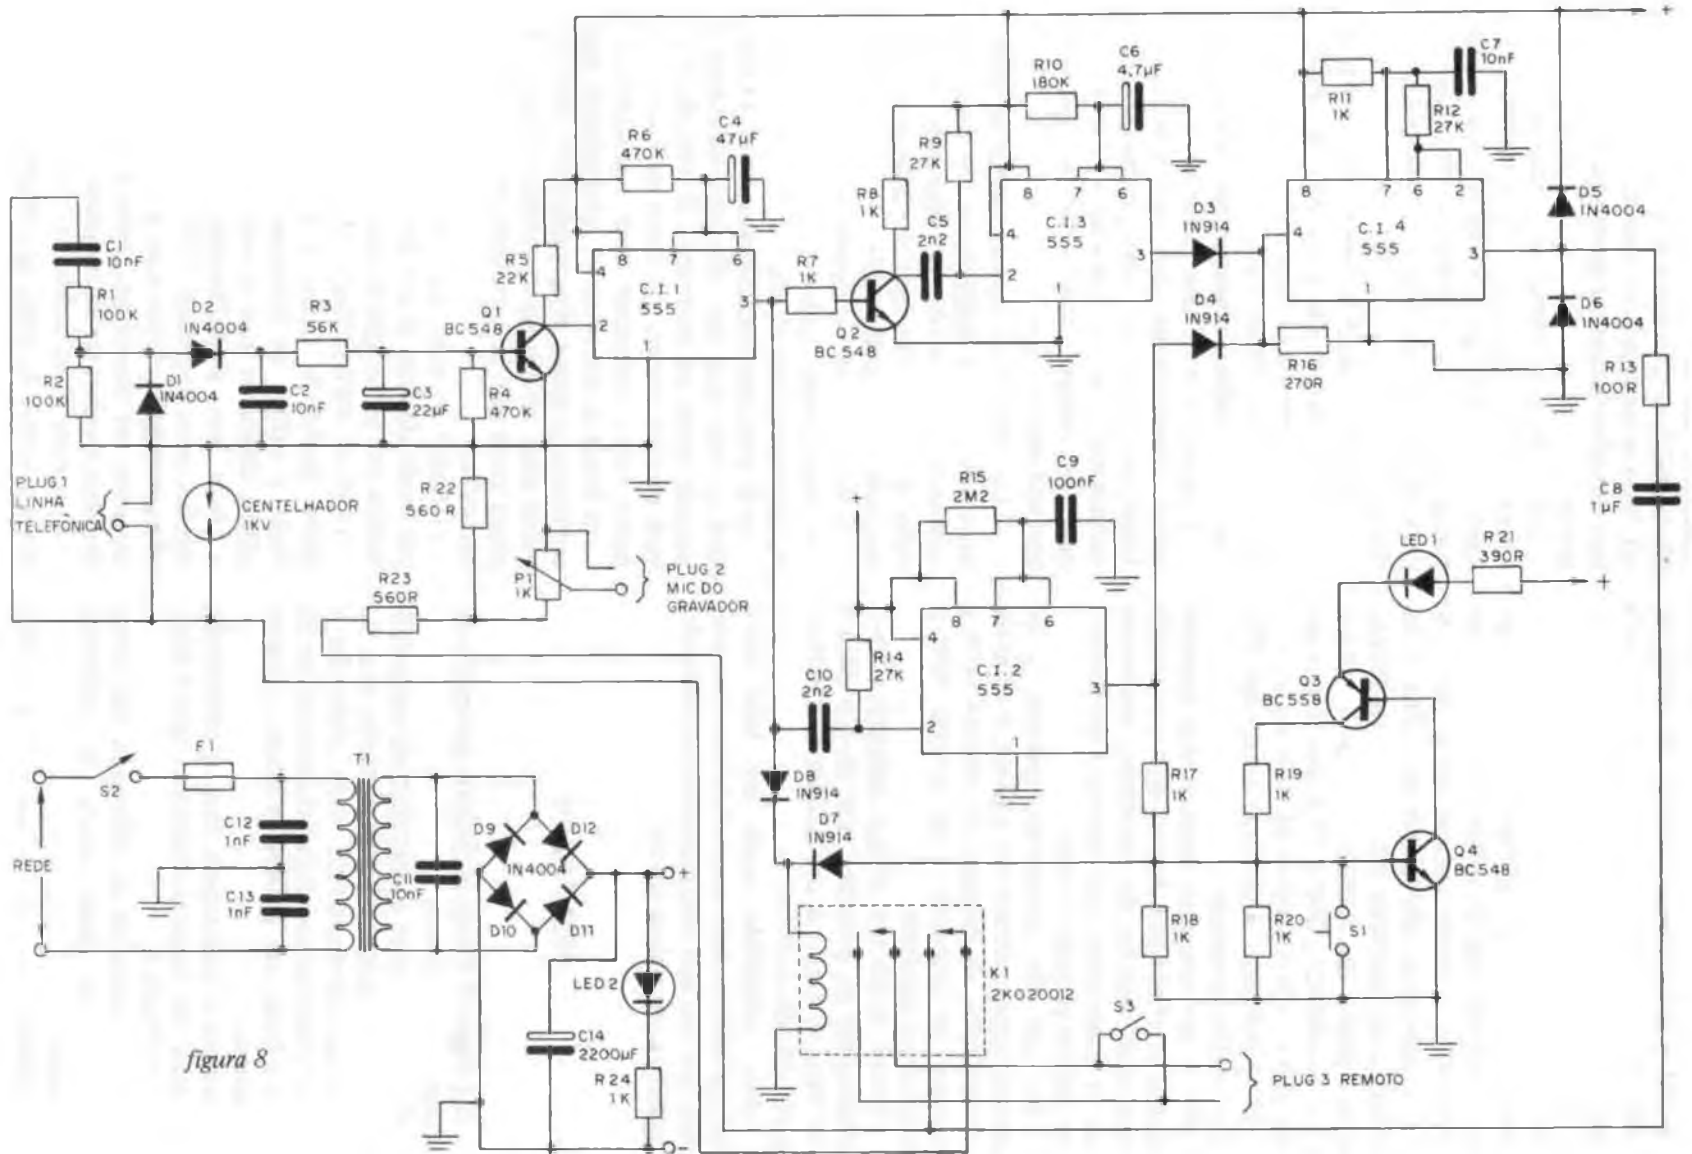 +
C7
10nF
C6
4,7µF
R10
180K
R11
1K
R12
27K
C4
47µF
R6
470K
R9
27K
R8
1K
8
7
6
8
7
6
2
D5
1N4004
C1
10nF
R5
22K
C5
2n2
4
C.I.3
555
D3
1N914
4
C.I.4
555
3
R1
100K
D2
1N4004
R3
56K
Q1
BC548
8
7
6
4
C.I.1
555
3
R7
1K
2
3
1
1
D4
1N914
D6
1N4004
2
1
Q2
BC548
R2
100K
D1
1N4004
C2
10nF
C3
22µF
R4
470K
R16
270R
R13
100R
PLUG 1
LINHA
TELEFÔNICA
CENTELHADOR
1KV
R22
560R
R15
2M2
C9
100nF
C8
1µF
LED1
R21
390R
+
+
R23
560R
P1
1K
PLUG 2
MIC DO
GRAVADOR
8
7
6
4
C.I.2
555
3
R14
27K
C10
2n2
2
1
Q3
BC558
F1
T1
S2
D8
1N914
R17
1K
R19
1K
C12
1nF
D9
D12
1N4004
D7
1N914
Q4
BC548
REDE
C13
1nF
C11
10nF
D10
D11
+
R18
1K
R20
1K
S1
LED 2
K1
2K020012
C14
2200µF
S3
figura 8
R24
1K
PLUG 3 REMOTO
-